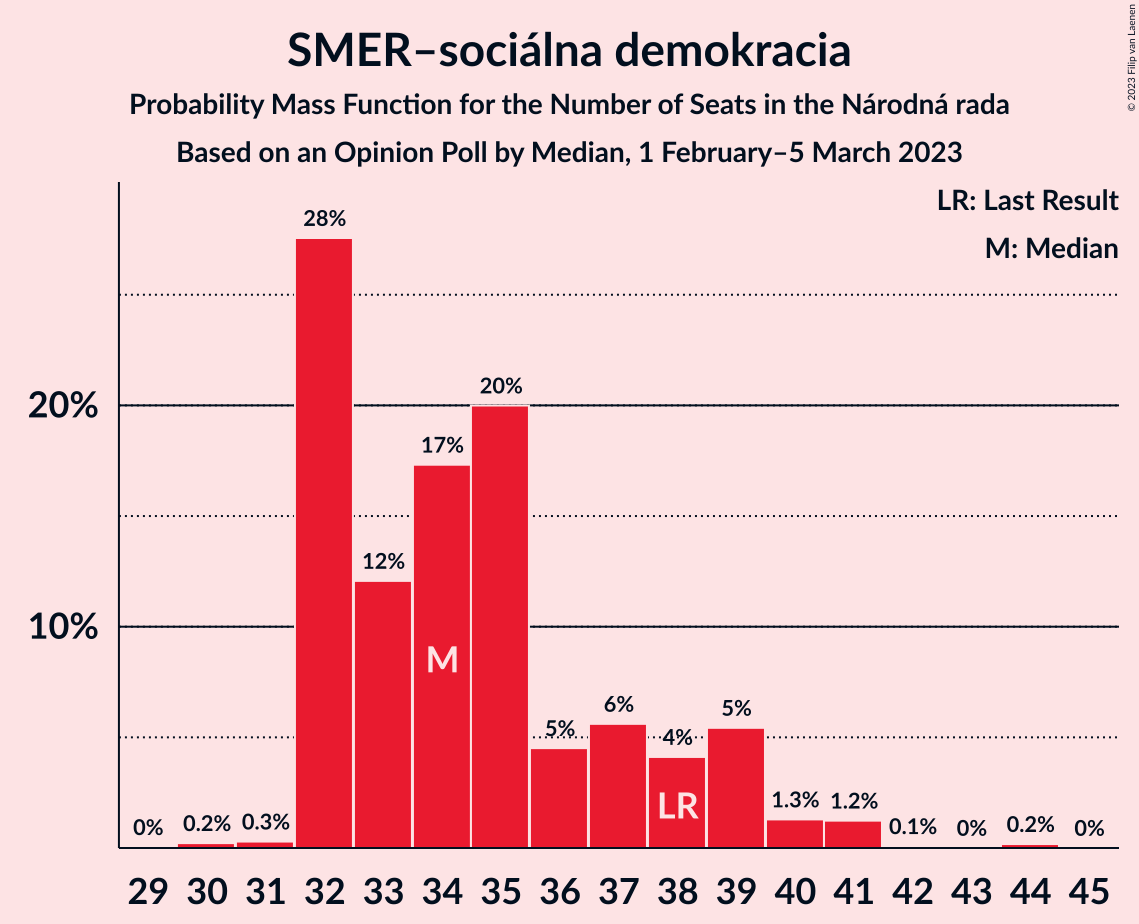 SMER–sociálna demokracia
Probability Mass Function for the Number of Seats in the Národná rada
Based on an Opinion Poll by Median, 1 February–5 March 2023
© 2023 Filip van Laenen
LR: Last Result
M: Median
20%
10%
0%
0.2%
0.3%
28%
12%
17%
20%
5%
6%
4%
5%
1.3%
1.2%
0.1%
0%
0.2%
0%
M
LR
29 30 31 32 33 34 35 36 37 38 39 40 41 42 43 44 45